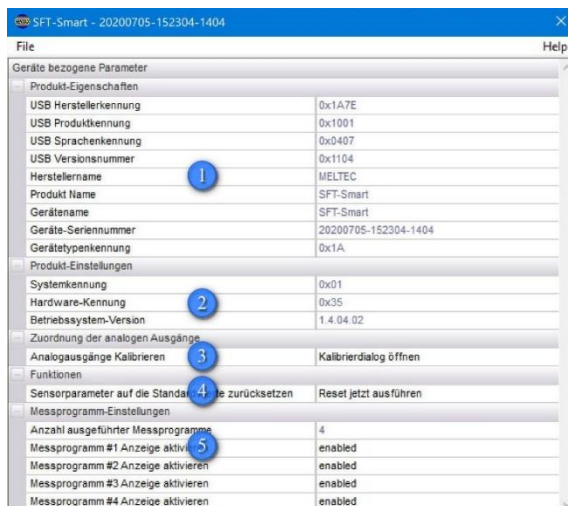 SFT-Smart - 20200705-152304-1404
File Help
Geräte bezogene Parameter
Produkt-Eigenschaften
USB Herstellerkennung 0x1A7E
USB Produktkennung 0x1001
USB Sprachenkennung 0x0407
USB Versionsnummer 0x1104
Herstellername 1 MELTEC
Produkt Name SFT-Smart
Gerätename SFT-Smart
Geräte-Seriennummer 20200705-152304-1404
Gerätetypenkennung 0x1A
Produkt-Einstellungen
Systemkennung 0x01
Hardware-Kennung 2 0x35
Betriebssystem-Version 1.4.04.02
Zuordnung der analogen Ausgänge
Analogausgänge Kalibrieren 3 Kalibrierdialog öffnen
Funktionen
Sensorparameter auf die 4 zurücksetzen Reset jetzt ausführen
Messprogramm-Einstellungen
Anzahl ausgeführter Messprogramme 4
Messprogramm #1 Anzeige 5 enabled
Messprogramm #2 Anzeige aktivieren enabled
Messprogramm #3 Anzeige aktivieren enabled
Messprogramm #4 Anzeige aktivieren enabled